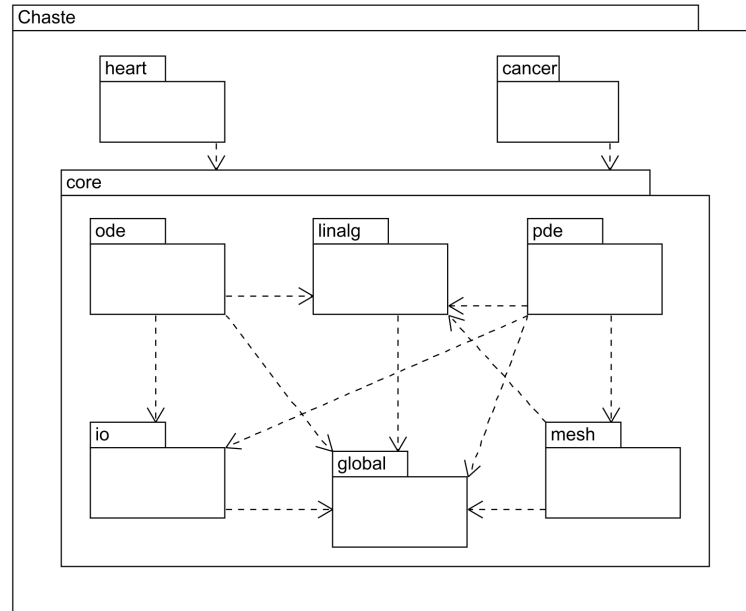 Chaste
heart
cancer
core
ode
linalg
pde
io
global
mesh